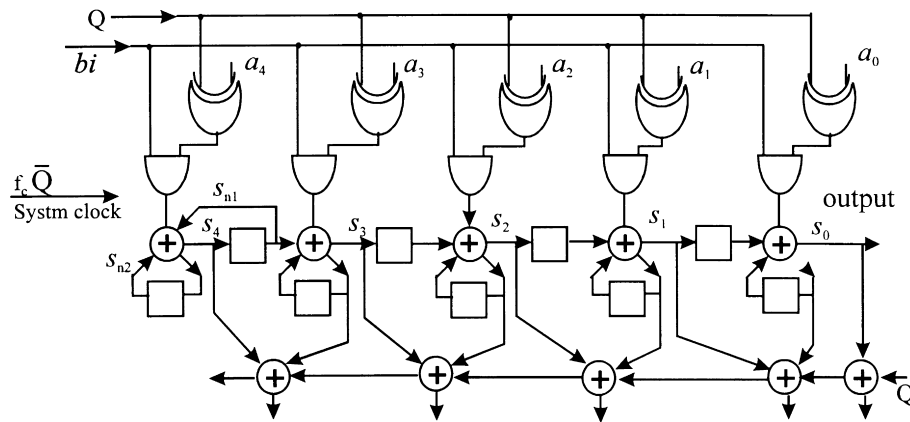 Q
bi
a4 a3 a2 a1 a0
fc Q̅
Systm clock
sn1
output
s4 s3 s2 s1 s0
sn2
Q